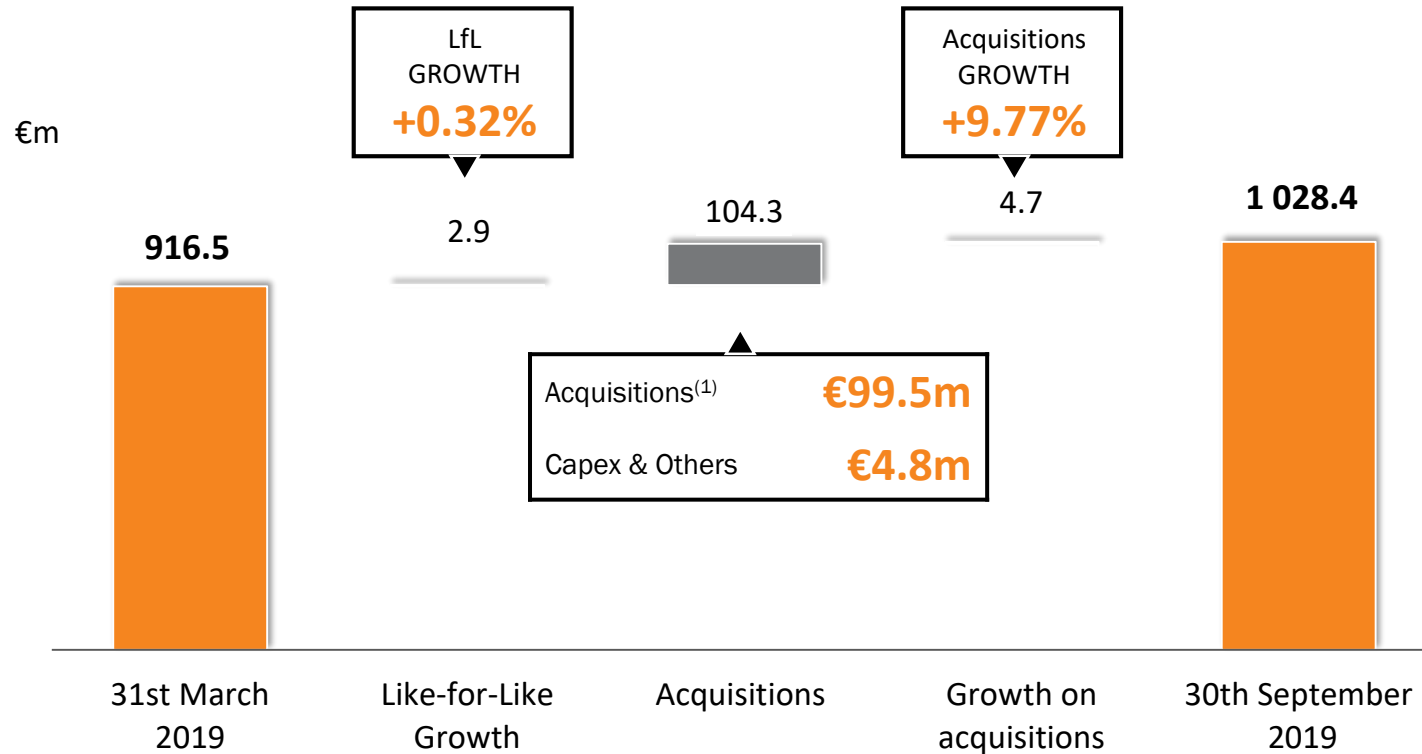 €m
LfL
GROWTH
+0.32%
Acquisitions
GROWTH
+9.77%
916.5
2.9
104.3
4.7
1 028.4
Acquisitions(1) €99.5m
Capex & Others €4.8m
31st March
2019
Like-for-Like
Growth
Acquisitions
Growth on
acquisitions
30th September
2019